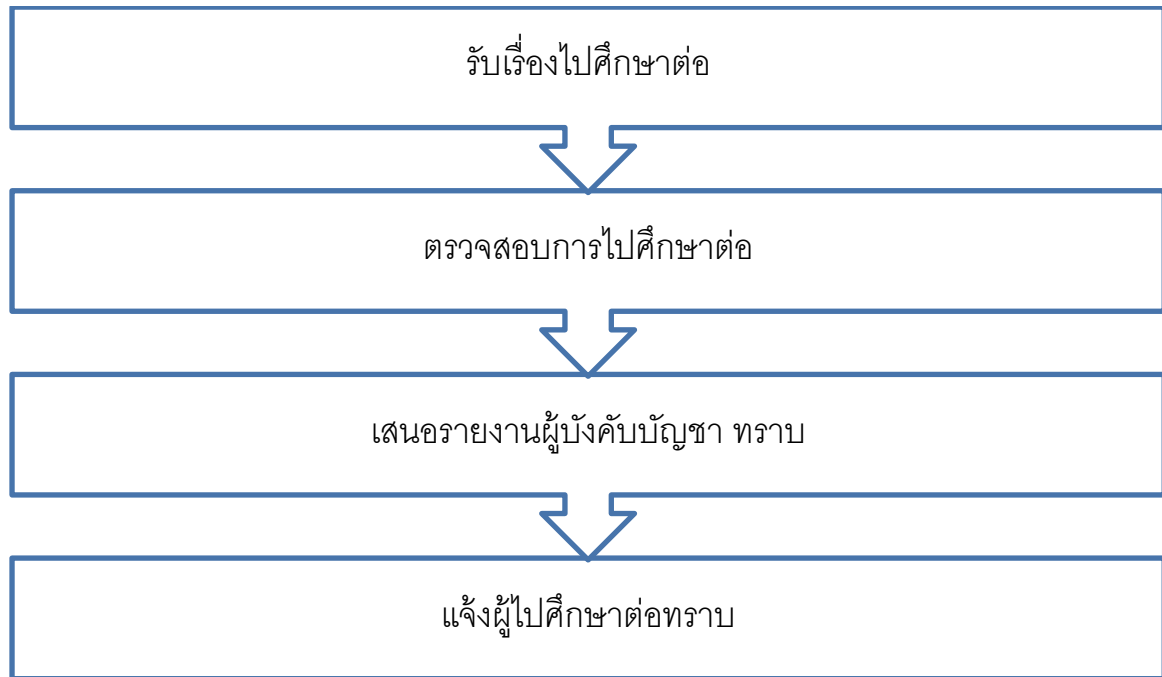 รับเรื่องไปศึกษาต่อ
ตรวจสอบการไปศึกษาต่อ
เสนอรายงานผู้บังคับบัญชา ทราบ
แจ้งผู้ไปศึกษาต่อทราบ